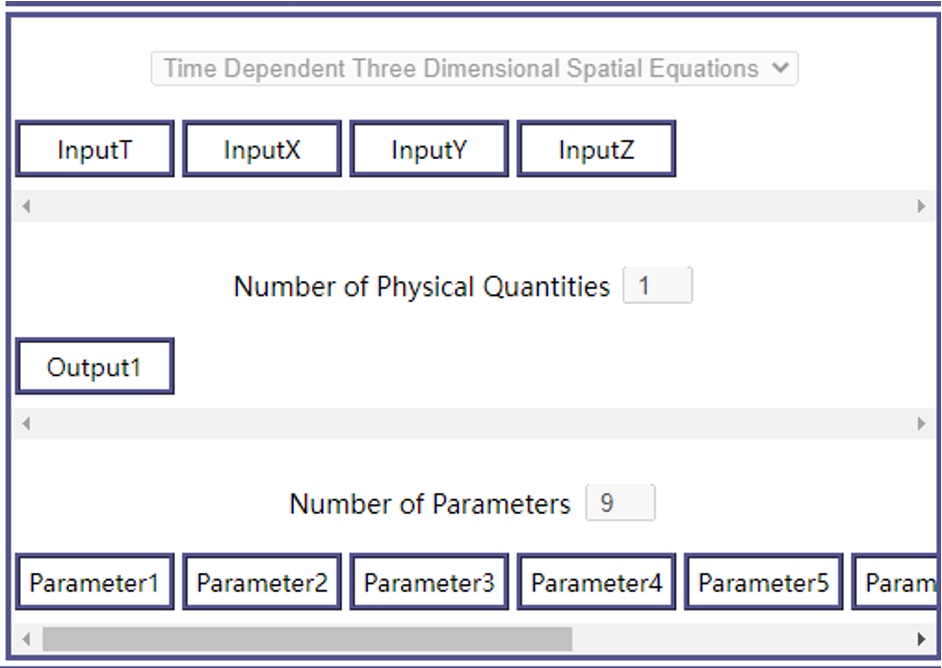 Time Dependent Three Dimensional Spatial Equations
InputT InputX InputY InputZ
Number of Physical Quantities 1
Output1
Number of Parameters 9
Parameter1 Parameter2 Parameter3 Parameter4 Parameter5 Param